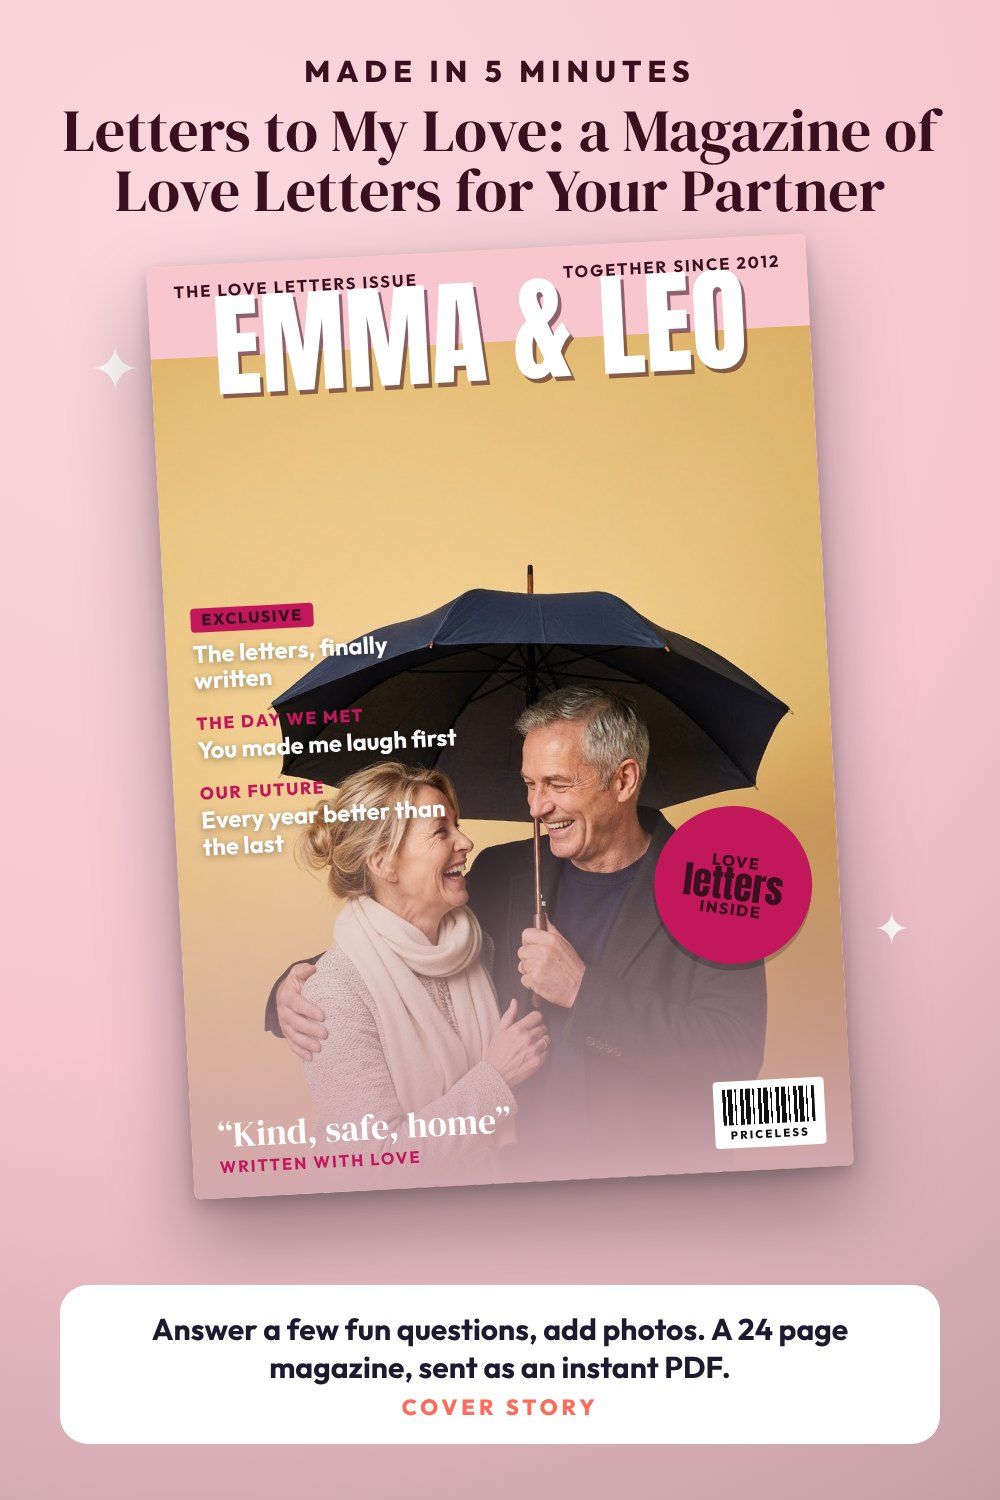 MADE IN 5 MINUTES
Letters to My Love: a Magazine of
Love Letters for Your Partner
THE LOVE LETTERS ISSUE
TOGETHER SINCE 2012
EMMA & LEO
EXCLUSIVE
The letters, finally
written
THE DAY WE MET
You made me laugh first
OUR FUTURE
Every year better than
the last
LOVE
letters
INSIDE
“Kind, safe, home”
WRITTEN WITH LOVE
PRICELESS
Answer a few fun questions, add photos. A 24 page
magazine, sent as an instant PDF.
COVER STORY